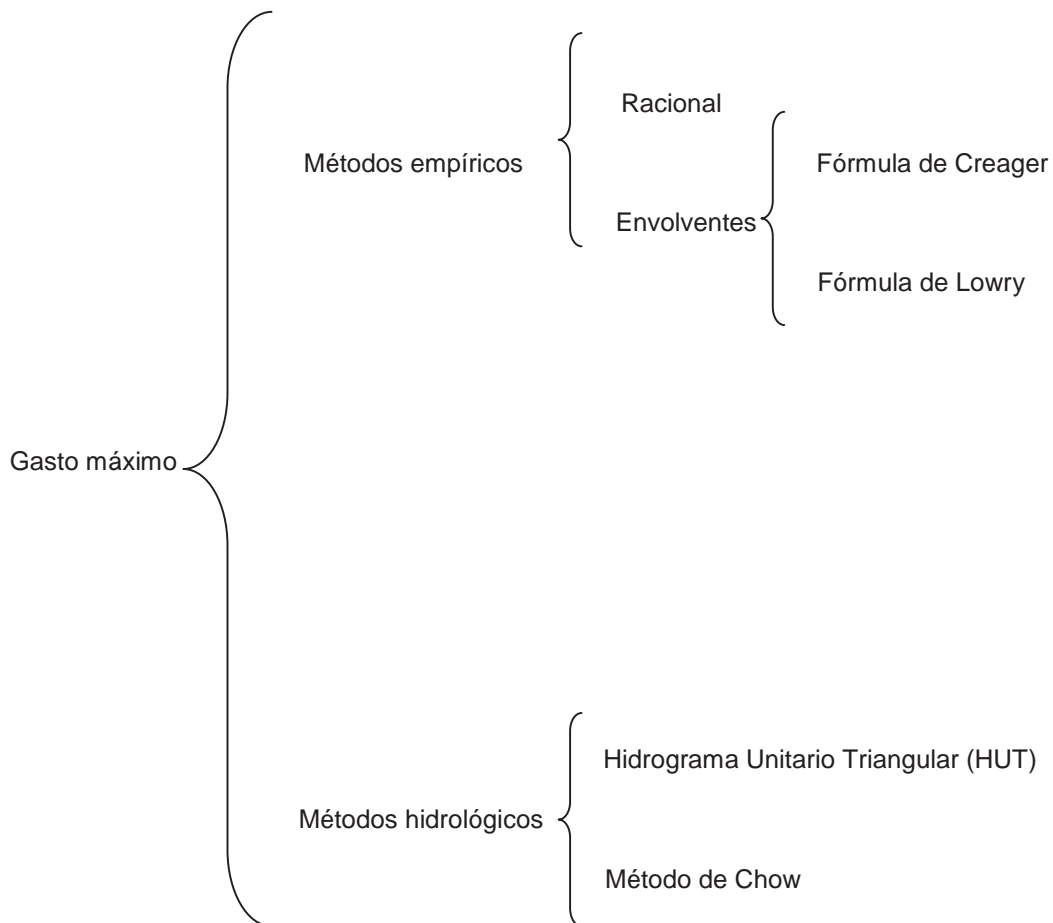 Gasto máximo
Métodos empíricos
Racional
Envolventes
Fórmula de Creager
Fórmula de Lowry
Métodos hidrológicos
Hidrograma Unitario Triangular (HUT)
Método de Chow